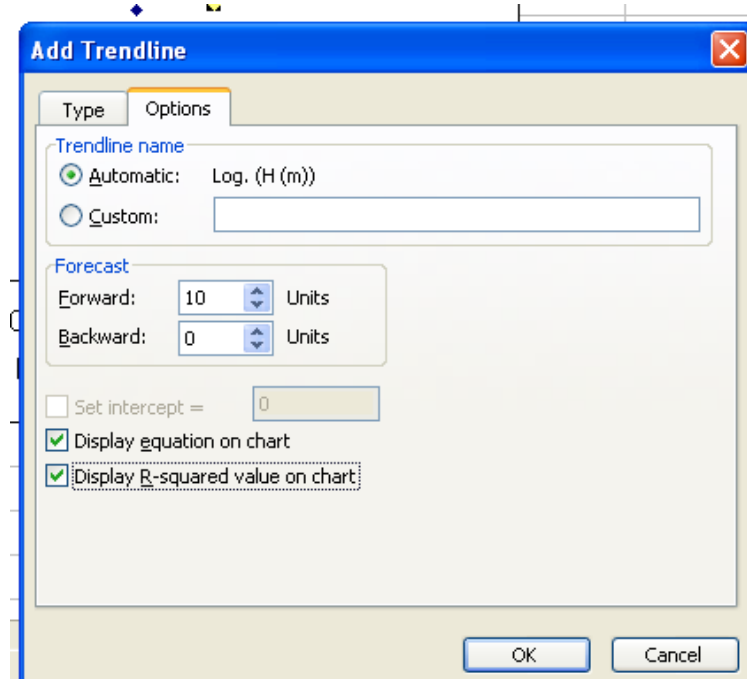 Add Trendline
Type Options
Trendline name
Automatic: Log. (H (m))
Custom:
Forecast
Forward: 10 Units
Backward: 0 Units
Set intercept = 0
Display equation on chart
Display R-squared value on chart
OK Cancel